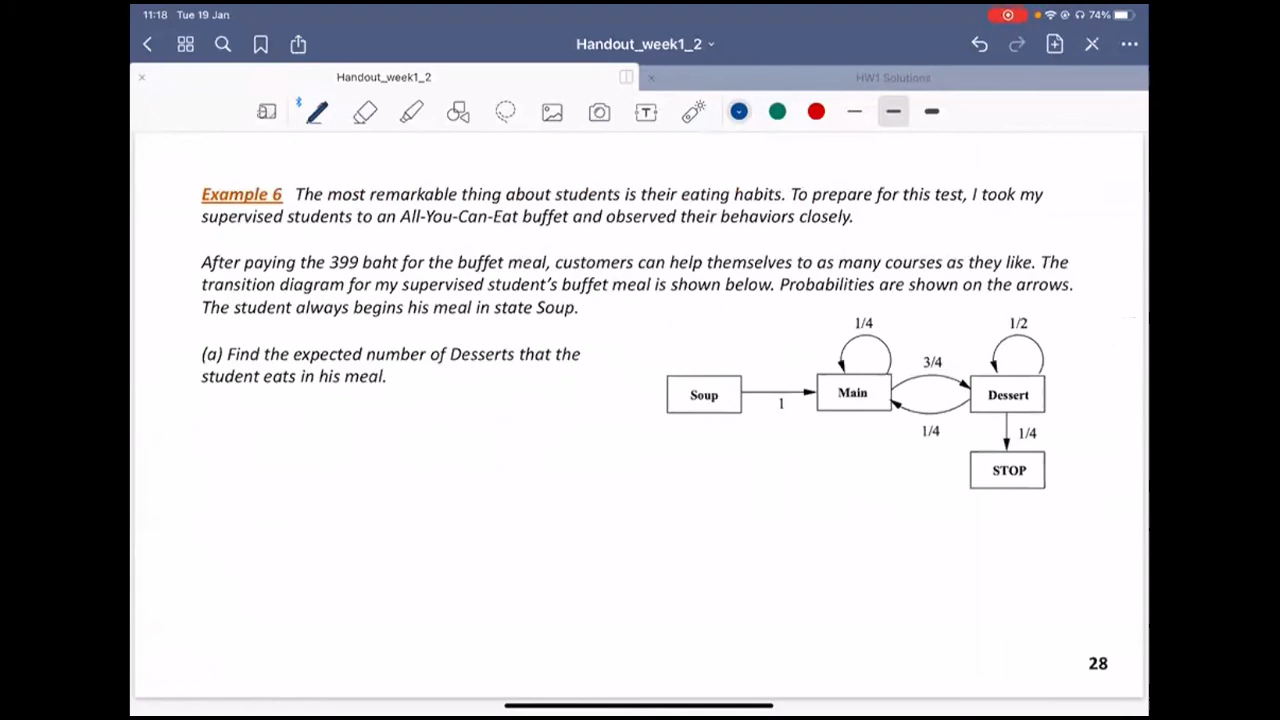 11:18 Tue 19 Jan
74%
Handout_week1_2
Handout_week1_2
HW1 Solutions
Example 6 The most remarkable thing about students is their eating habits. To prepare for this test, I took my
supervised students to an All-You-Can-Eat buffet and observed their behaviors closely.
After paying the 399 baht for the buffet meal, customers can help themselves to as many courses as they like. The
transition diagram for my supervised student's buffet meal is shown below. Probabilities are shown on the arrows.
The student always begins his meal in state Soup.
(a) Find the expected number of Desserts that the
student eats in his meal.
1/4
1/2
3/4
Soup
Main
Dessert
1
1/4
1/4
STOP
28